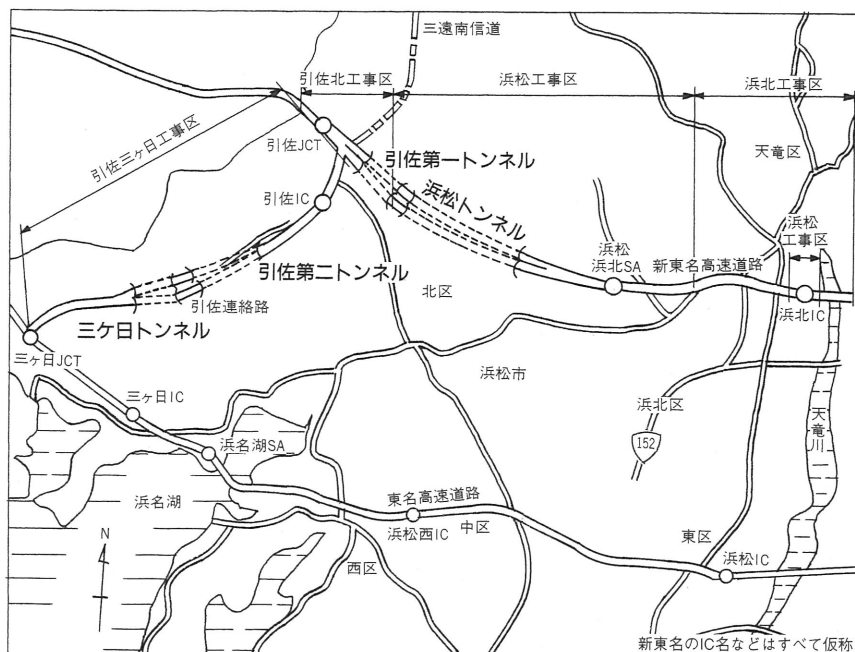 三遠南信道
引佐北工事区
浜松工事区
浜北工事区
引佐三ヶ日工事区
引佐JCT
引佐第一トンネル
天竜区
引佐IC
浜松トンネル
浜松
浜北SA
新東名高速道路
浜松
工事区
引佐第二トンネル
北区
浜北IC
引佐連絡路
三ケ日トンネル
三ヶ日JCT
浜松市
三ヶ日IC
浜北区
152
天竜川
浜名湖SA
浜名湖
東名高速道路
浜松西IC
中区
東区
浜松IC
N
西区
新東名のIC名などはすべて仮称